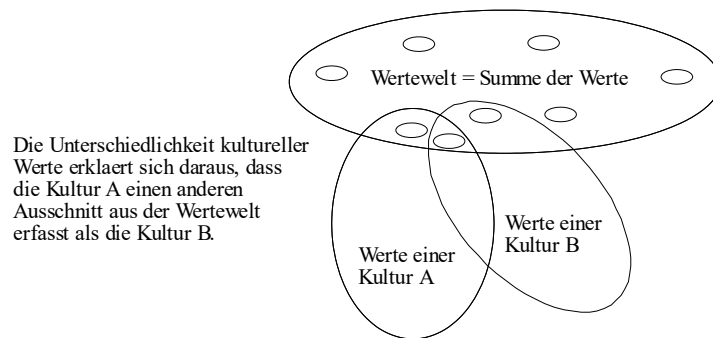 Wertewelt = Summe der Werte
Die Unterschiedlichkeit kultureller
Werte erklaert sich daraus, dass
die Kultur A einen anderen
Ausschnitt aus der Wertewelt
erfasst als die Kultur B.
Werte einer
Kultur B
Werte einer
Kultur A